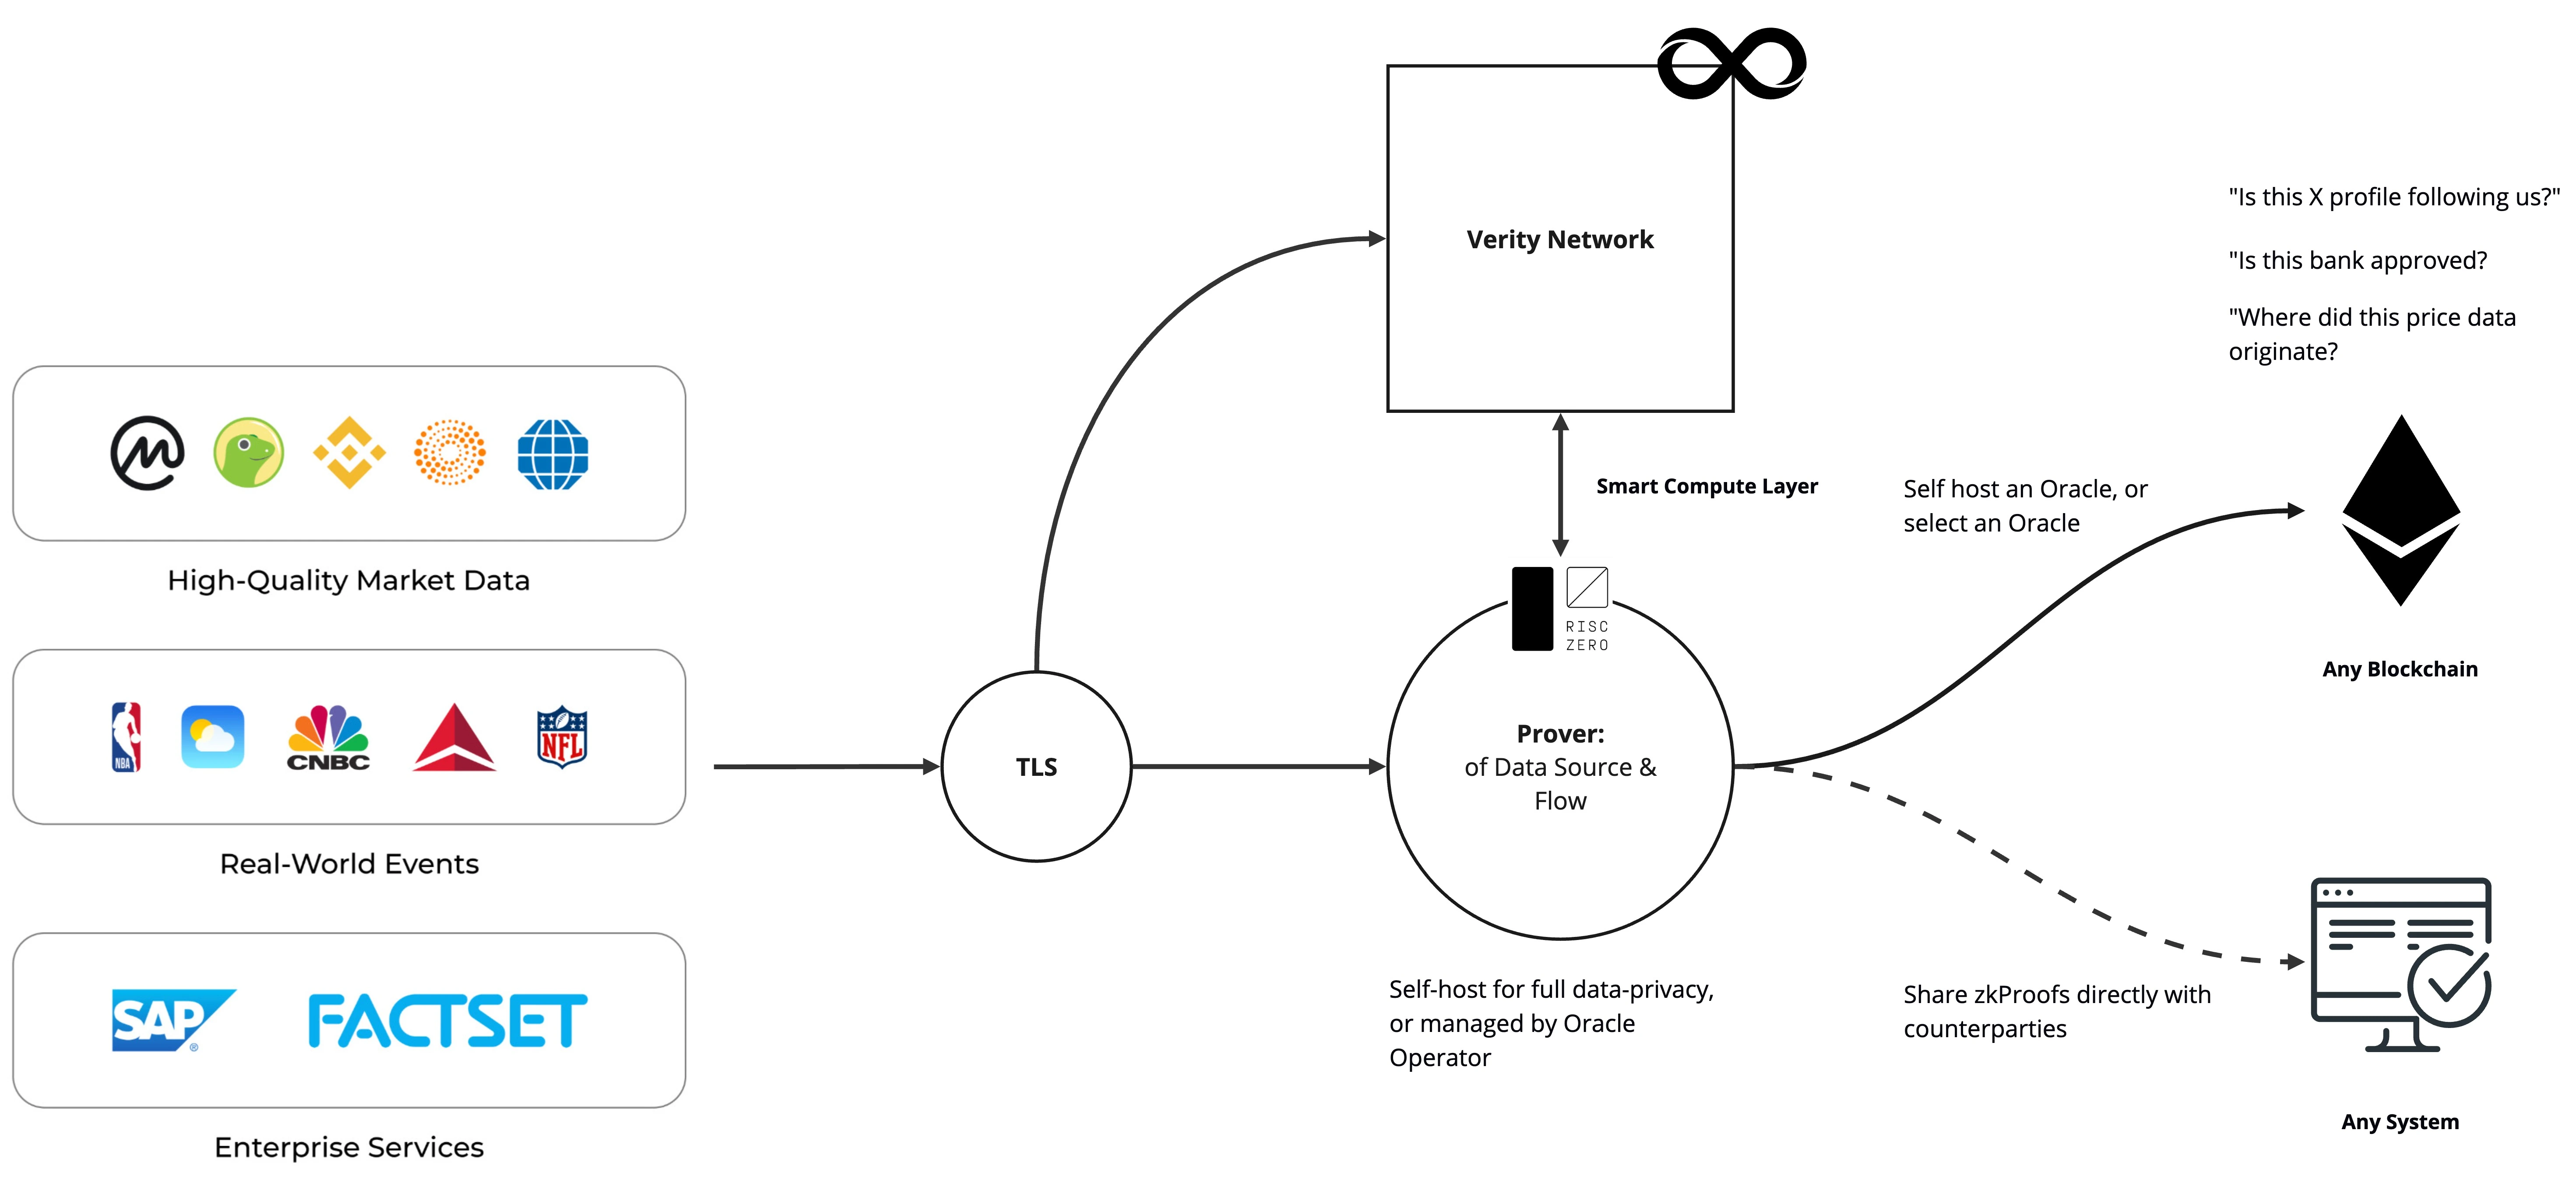 High-Quality Market Data
NBA
CNBC
NFL
Real-World Events
SAP®
FACTSET
Enterprise Services
TLS
Verity Network
Smart Compute Layer
RISC
ZERO
Prover:
of Data Source &
Flow
Self-host for full data-privacy,
or managed by Oracle
Operator
Self host an Oracle, or
select an Oracle
Share zkProofs directly with
counterparties
"Is this X profile following us?"
"Is this bank approved?
"Where did this price data
originate?
Any Blockchain
Any System